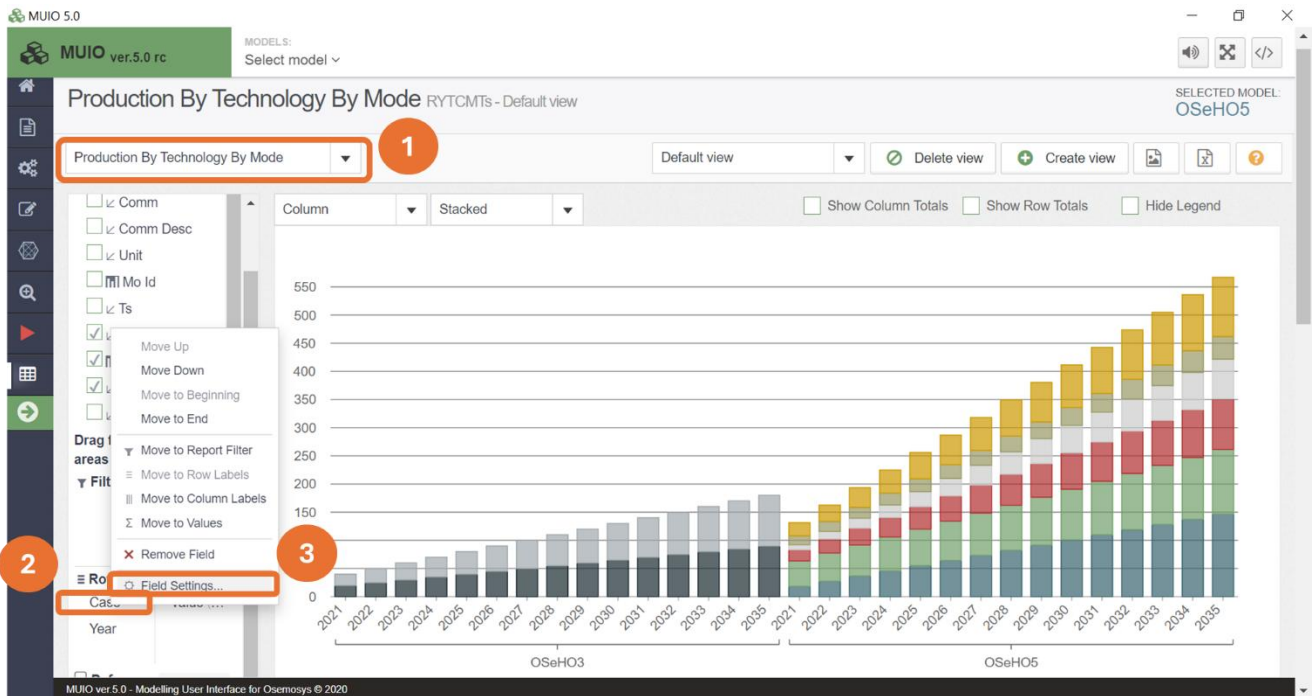 MUIO 5.0
MUIO ver.5.0 rc
MODELS:
Select model
Production By Technology By Mode RYTCMTs - Default view
SELECTED MODEL:
OSeHO5
Production By Technology By Mode
1
Default view
Delete view
Create view
Comm
Comm Desc
Unit
Mo Id
Ts
Column
Stacked
Show Column Totals
Show Row Totals
Hide Legend
Move Up
Move Down
Move to Beginning
Move to End
Move to Report Filter
Move to Row Labels
Move to Column Labels
Move to Values
Remove Field
Field Settings...
Drag
areas
Filt
2
3
Ro
Case
Year
550
500
450
400
350
300
250
200
150
0
2021 2022 2023 2024 2025 2026 2027 2028 2029 2030 2031 2032 2033 2034 2035 2021 2022 2023 2024 2025 2026 2027 2028 2029 2030 2031 2032 2033 2034 2035
OSeHO3
OSeHO5
MUIO ver.5.0 - Modelling User Interface for Osemosys © 2020